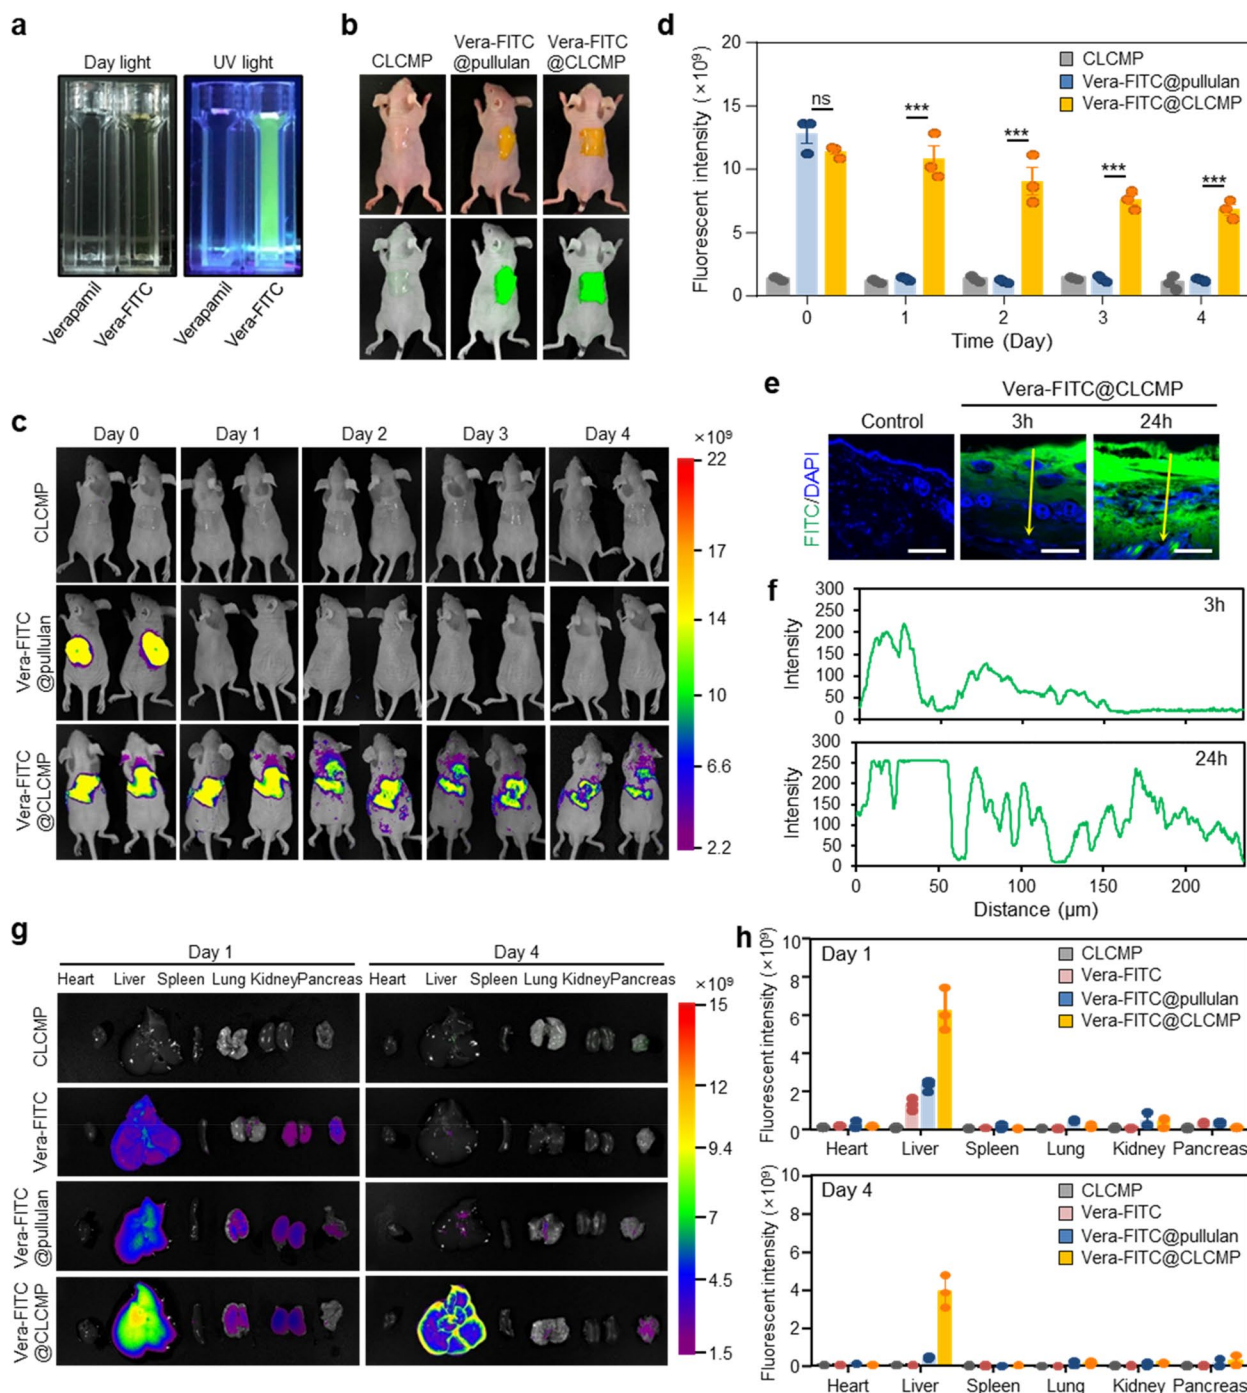 a
Day light
UV light
Verapamil
Vera-FITC
Verapamil
Vera-FITC
b
CLCMP
Vera-FITC
@pullulan
Vera-FITC
@CLCMP
d
Fluorescent intensity (×10⁹)
20
15
10
5
0
CLCMP
Vera-FITC@pullulan
Vera-FITC@CLCMP
ns
***
***
***
***
0
1
2
3
4
Time (Day)
c
Day 0
Day 1
Day 2
Day 3
Day 4
CLCMP
Vera-FITC
@pullulan
Vera-FITC
@CLCMP
×10⁹
22
17
14
10
6.6
2.2
e
Vera-FITC@CLCMP
Control
3h
24h
FITC/DAPI
f
Intensity
300
250
200
150
100
50
0
3h
Intensity
300
250
200
150
100
50
0
24h
0
50
100
150
200
Distance (µm)
g
Day 1
Day 4
Heart Liver Spleen Lung Kidney Pancreas
Heart Liver Spleen Lung Kidney Pancreas
CLCMP
Vera-FITC
Vera-FITC
@pullulan
Vera-FITC
@CLCMP
×10⁹
15
12
9.4
7
4.5
1.5
h
Fluorescent intensity (×10⁹)
10
8
6
4
2
0
Day 1
CLCMP
Vera-FITC
Vera-FITC@pullulan
Vera-FITC@CLCMP
Heart Liver Spleen Lung Kidney Pancreas
Fluorescent intensity (×10⁹)
10
8
6
4
2
0
Day 4
CLCMP
Vera-FITC
Vera-FITC@pullulan
Vera-FITC@CLCMP
Heart Liver Spleen Lung Kidney Pancreas